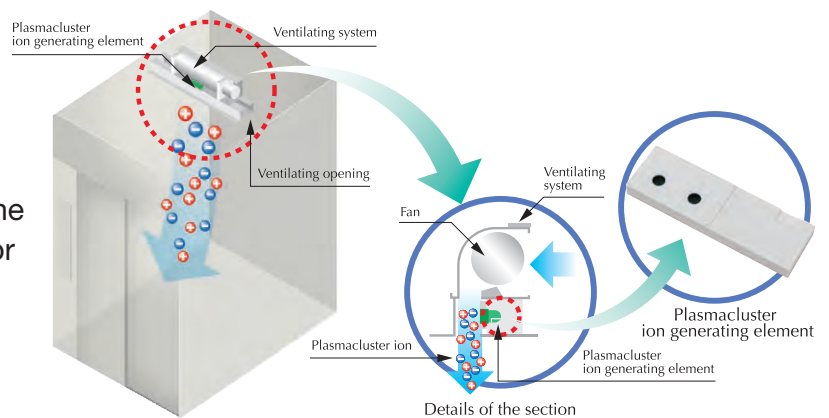 Plasmacluster
ion generating element
Ventilating system
Ventilating opening
Ventilating
system
Fan
Plasmacluster ion
Plasmacluster
ion generating element
Details of the section
Plasmacluster
ion generating element